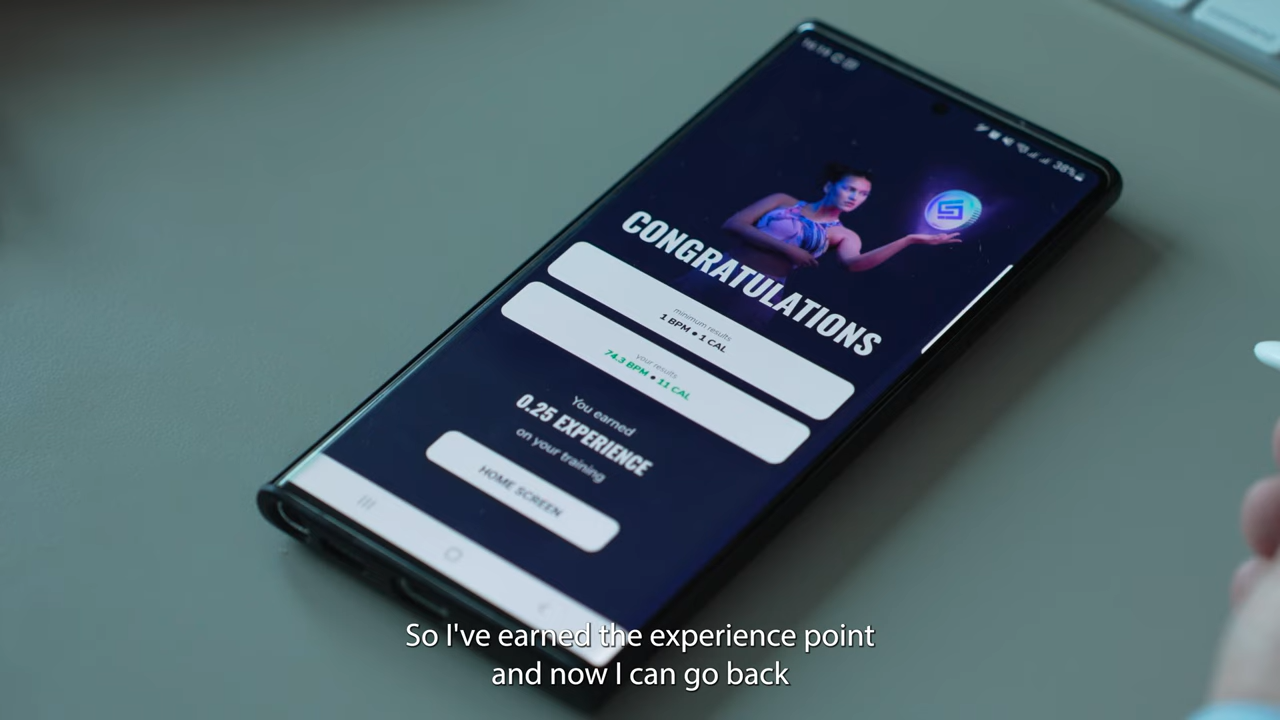 38%
CONGRATULATIONS
minimum results
1 BPM • 1 CAL
your results
74.3 BPM • 11 CAL
You earned
0.25 EXPERIENCE
on your training
HOME SCREEN
So I've earned the experience point
and now I can go back